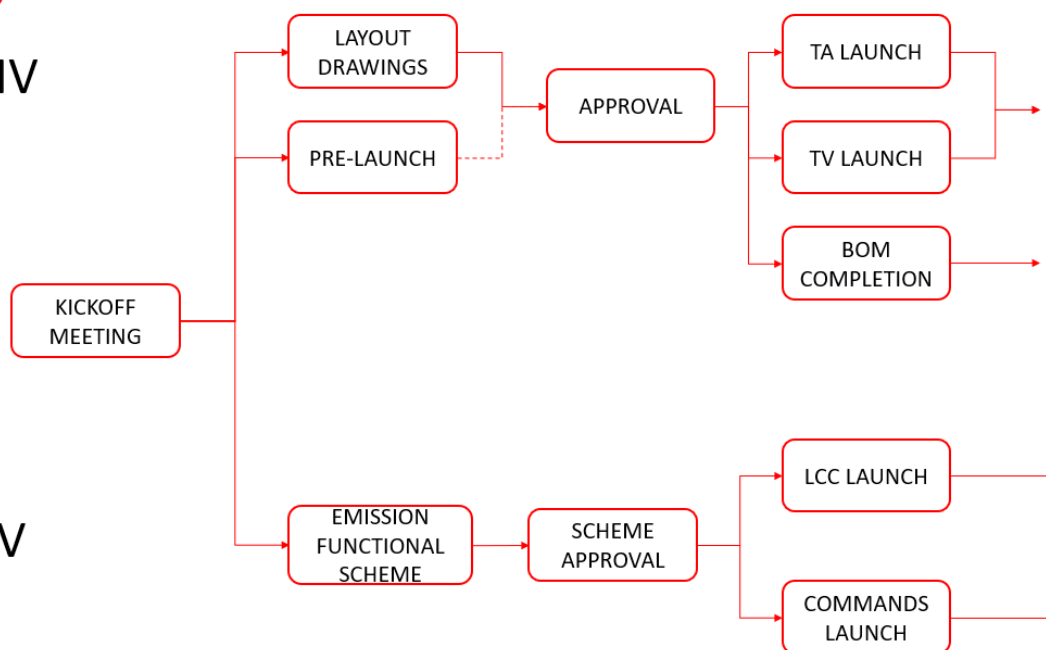 LAYOUT
DRAWINGS
IV
TA LAUNCH
APPROVAL
PRE-LAUNCH
TV LAUNCH
BOM
COMPLETION
KICKOFF
MEETING
LCC LAUNCH
V
EMISSION
FUNCTIONAL
SCHEME
SCHEME
APPROVAL
COMMANDS
LAUNCH